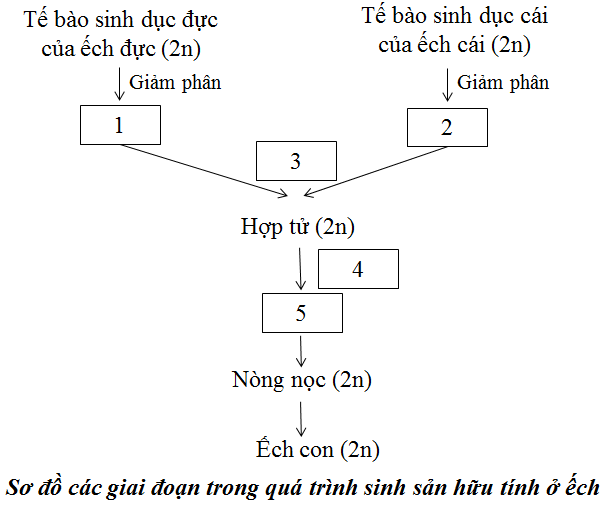 Tế bào sinh dục đực
của ếch đực (2n)
Tế bào sinh dục cái
của ếch cái (2n)
Giảm phân
Giảm phân
1
2
3
Hợp tử (2n)
4
5
Nòng nọc (2n)
Ếch con (2n)
Sơ đồ các giai đoạn trong quá trình sinh sản hữu tính ở ếch